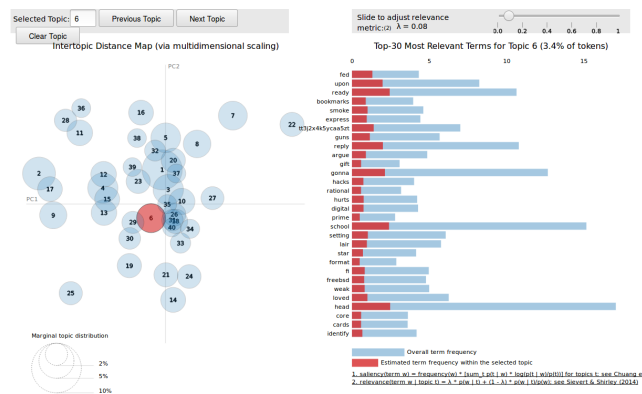 Selected Topic: 6 Previous Topic Next Topic
Clear Topic
Slide to adjust relevance
metric:(2) λ = 0.08
0.0 0.2 0.4 0.6 0.8 1
Intertopic Distance Map (via multidimensional scaling)
PC2
PC1
36
28
11
16
7
22
38
5
8
32
20
2
17
12
4
15
39
23
1
37
3
9
13
35
10
27
6
29
26
31
40
34
30
33
19
21
24
25
14
Marginal topic distribution
2%
5%
10%
Top-30 Most Relevant Terms for Topic 6 (3.4% of tokens)
0 5 10 15
fed
upon
ready
bookmarks
smoke
express
guns
reply
argue
gift
gonna
hacks
rational
hurts
digital
prime
school
setting
lair
star
format
fi
freebsd
weak
loved
head
core
cards
identify
Overall term frequency
Estimated term frequency within the selected topic
1. saliency(term w) = frequency(w) * [sum_t p(t | w) * log(p(t | w)/p(t))] for topics t; see Chuang e
2. relevance(term w | topic t) = λ * p(w | t) + (1 - λ) * p(w | t)/p(w); see Sievert & Shirley (2014)